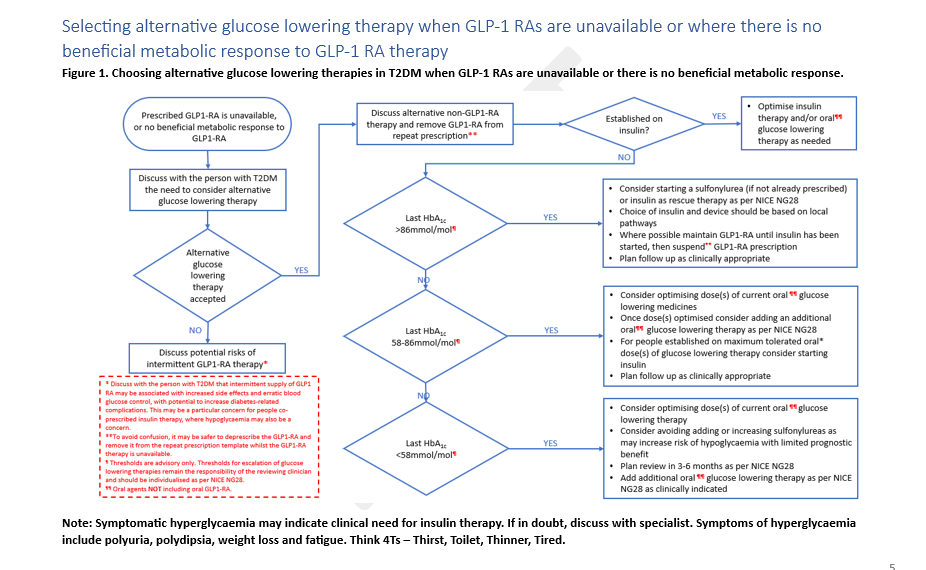 Selecting alternative glucose lowering therapy when GLP-1 RAs are unavailable or where there is no
beneficial metabolic response to GLP-1 RA therapy
Figure 1. Choosing alternative glucose lowering therapies in T2DM when GLP-1 RAs are unavailable or there is no beneficial metabolic response.
Prescribed GLP1-RA is unavailable,
or no beneficial metabolic response to
GLP1-RA
Discuss with the person with T2DM
the need to consider alternative
glucose lowering therapy
Alternative
glucose
lowering
therapy
accepted
YES
NO
Discuss potential risks of
intermittent GLP1-RA therapy*
* Discuss with the person with T2DM that intermittent supply of GLP1
RA may be associated with increased side effects and erratic blood
glucose control, with potential to increase diabetes-related
complications. This may be a particular concern for people co-
prescribed insulin therapy, where hypoglycaemia may also be a
concern.
**To avoid confusion, it may be safer to deprescribe the GLP1-RA and
remove it from the repeat prescription template whilst the GLP1-RA
therapy is unavailable.
¶ Thresholds are advisory only. Thresholds for escalation of glucose
lowering therapies remain the responsibility of the reviewing clinician
and should be individualised as per NICE NG28.
¶¶ Oral agents NOT including oral GLP1-RA.
Discuss alternative non-GLP1-RA
therapy and remove GLP1-RA from
repeat prescription**
Established on
insulin?
YES
• Optimise insulin
therapy and/or oral¶¶
glucose lowering
therapy as needed
NO
Last HbA1c
>86mmol/mol¶
YES
• Consider starting a sulfonylurea (if not already prescribed)
or insulin as rescue therapy as per NICE NG28
• Choice of insulin and device should be based on local
pathways
• Where possible maintain GLP1-RA until insulin has been
started, then suspend** GLP1-RA prescription
• Plan follow up as clinically appropriate
NO
Last HbA1c
58-86mmol/mol¶
YES
• Consider optimising dose(s) of current oral ¶¶ glucose
lowering medicines
• Once dose(s) optimised consider adding an additional
oral¶¶ glucose lowering therapy as per NICE NG28
• For people established on maximum tolerated oral*
dose(s) of glucose lowering therapy consider starting
insulin
• Plan follow up as clinically appropriate
NO
Last HbA1c
<58mmol/mol¶
YES
• Consider optimising dose(s) of current oral ¶¶ glucose
lowering therapy
• Consider avoiding adding or increasing sulfonylureas as
may increase risk of hypoglycaemia with limited prognostic
benefit
• Plan review in 3-6 months as per NICE NG28
• Add additional oral ¶¶ glucose lowering therapy as per NICE
NG28 as clinically indicated
Note: Symptomatic hyperglycaemia may indicate clinical need for insulin therapy. If in doubt, discuss with specialist. Symptoms of hyperglycaemia
include polyuria, polydipsia, weight loss and fatigue. Think 4Ts – Thirst, Toilet, Thinner, Tired.
5